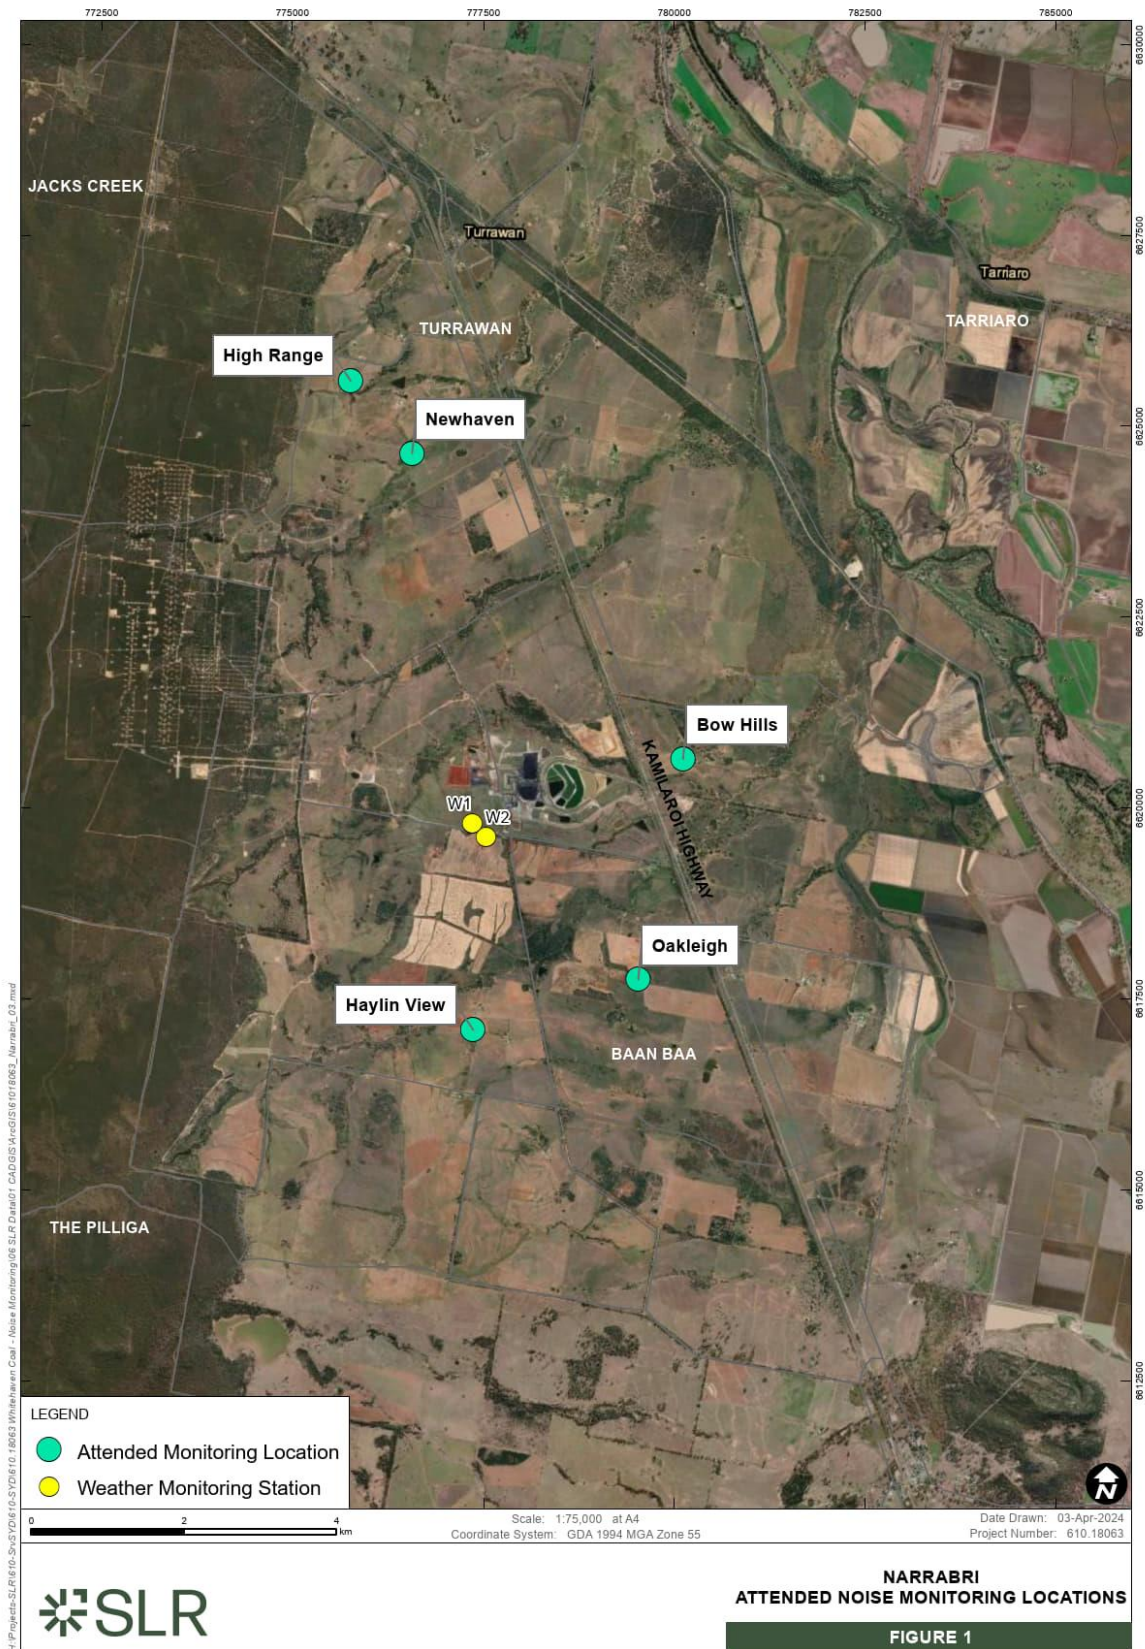 772500 775000 777500 780000 782500 785000
6630000
JACKS CREEK
Turrawan
6627500
Tarriaro
TURRAWAN
TARRIARO
High Range
Newhaven
6625000
6622500
Bow Hills
KAMILAROI HIGHWAY
W1
W2
6620000
Oakleigh
Haylin View
6617500
BAAN BAA
6615000
THE PILLIGA
6612500
LEGEND
Attended Monitoring Location
Weather Monitoring Station
N
0 2 4
km
Scale: 1:75,000 at A4
Coordinate System: GDA 1994 MGA Zone 55
Date Drawn: 03-Apr-2024
Project Number: 610.18063
SLR
NARRABRI
ATTENDED NOISE MONITORING LOCATIONS
FIGURE 1